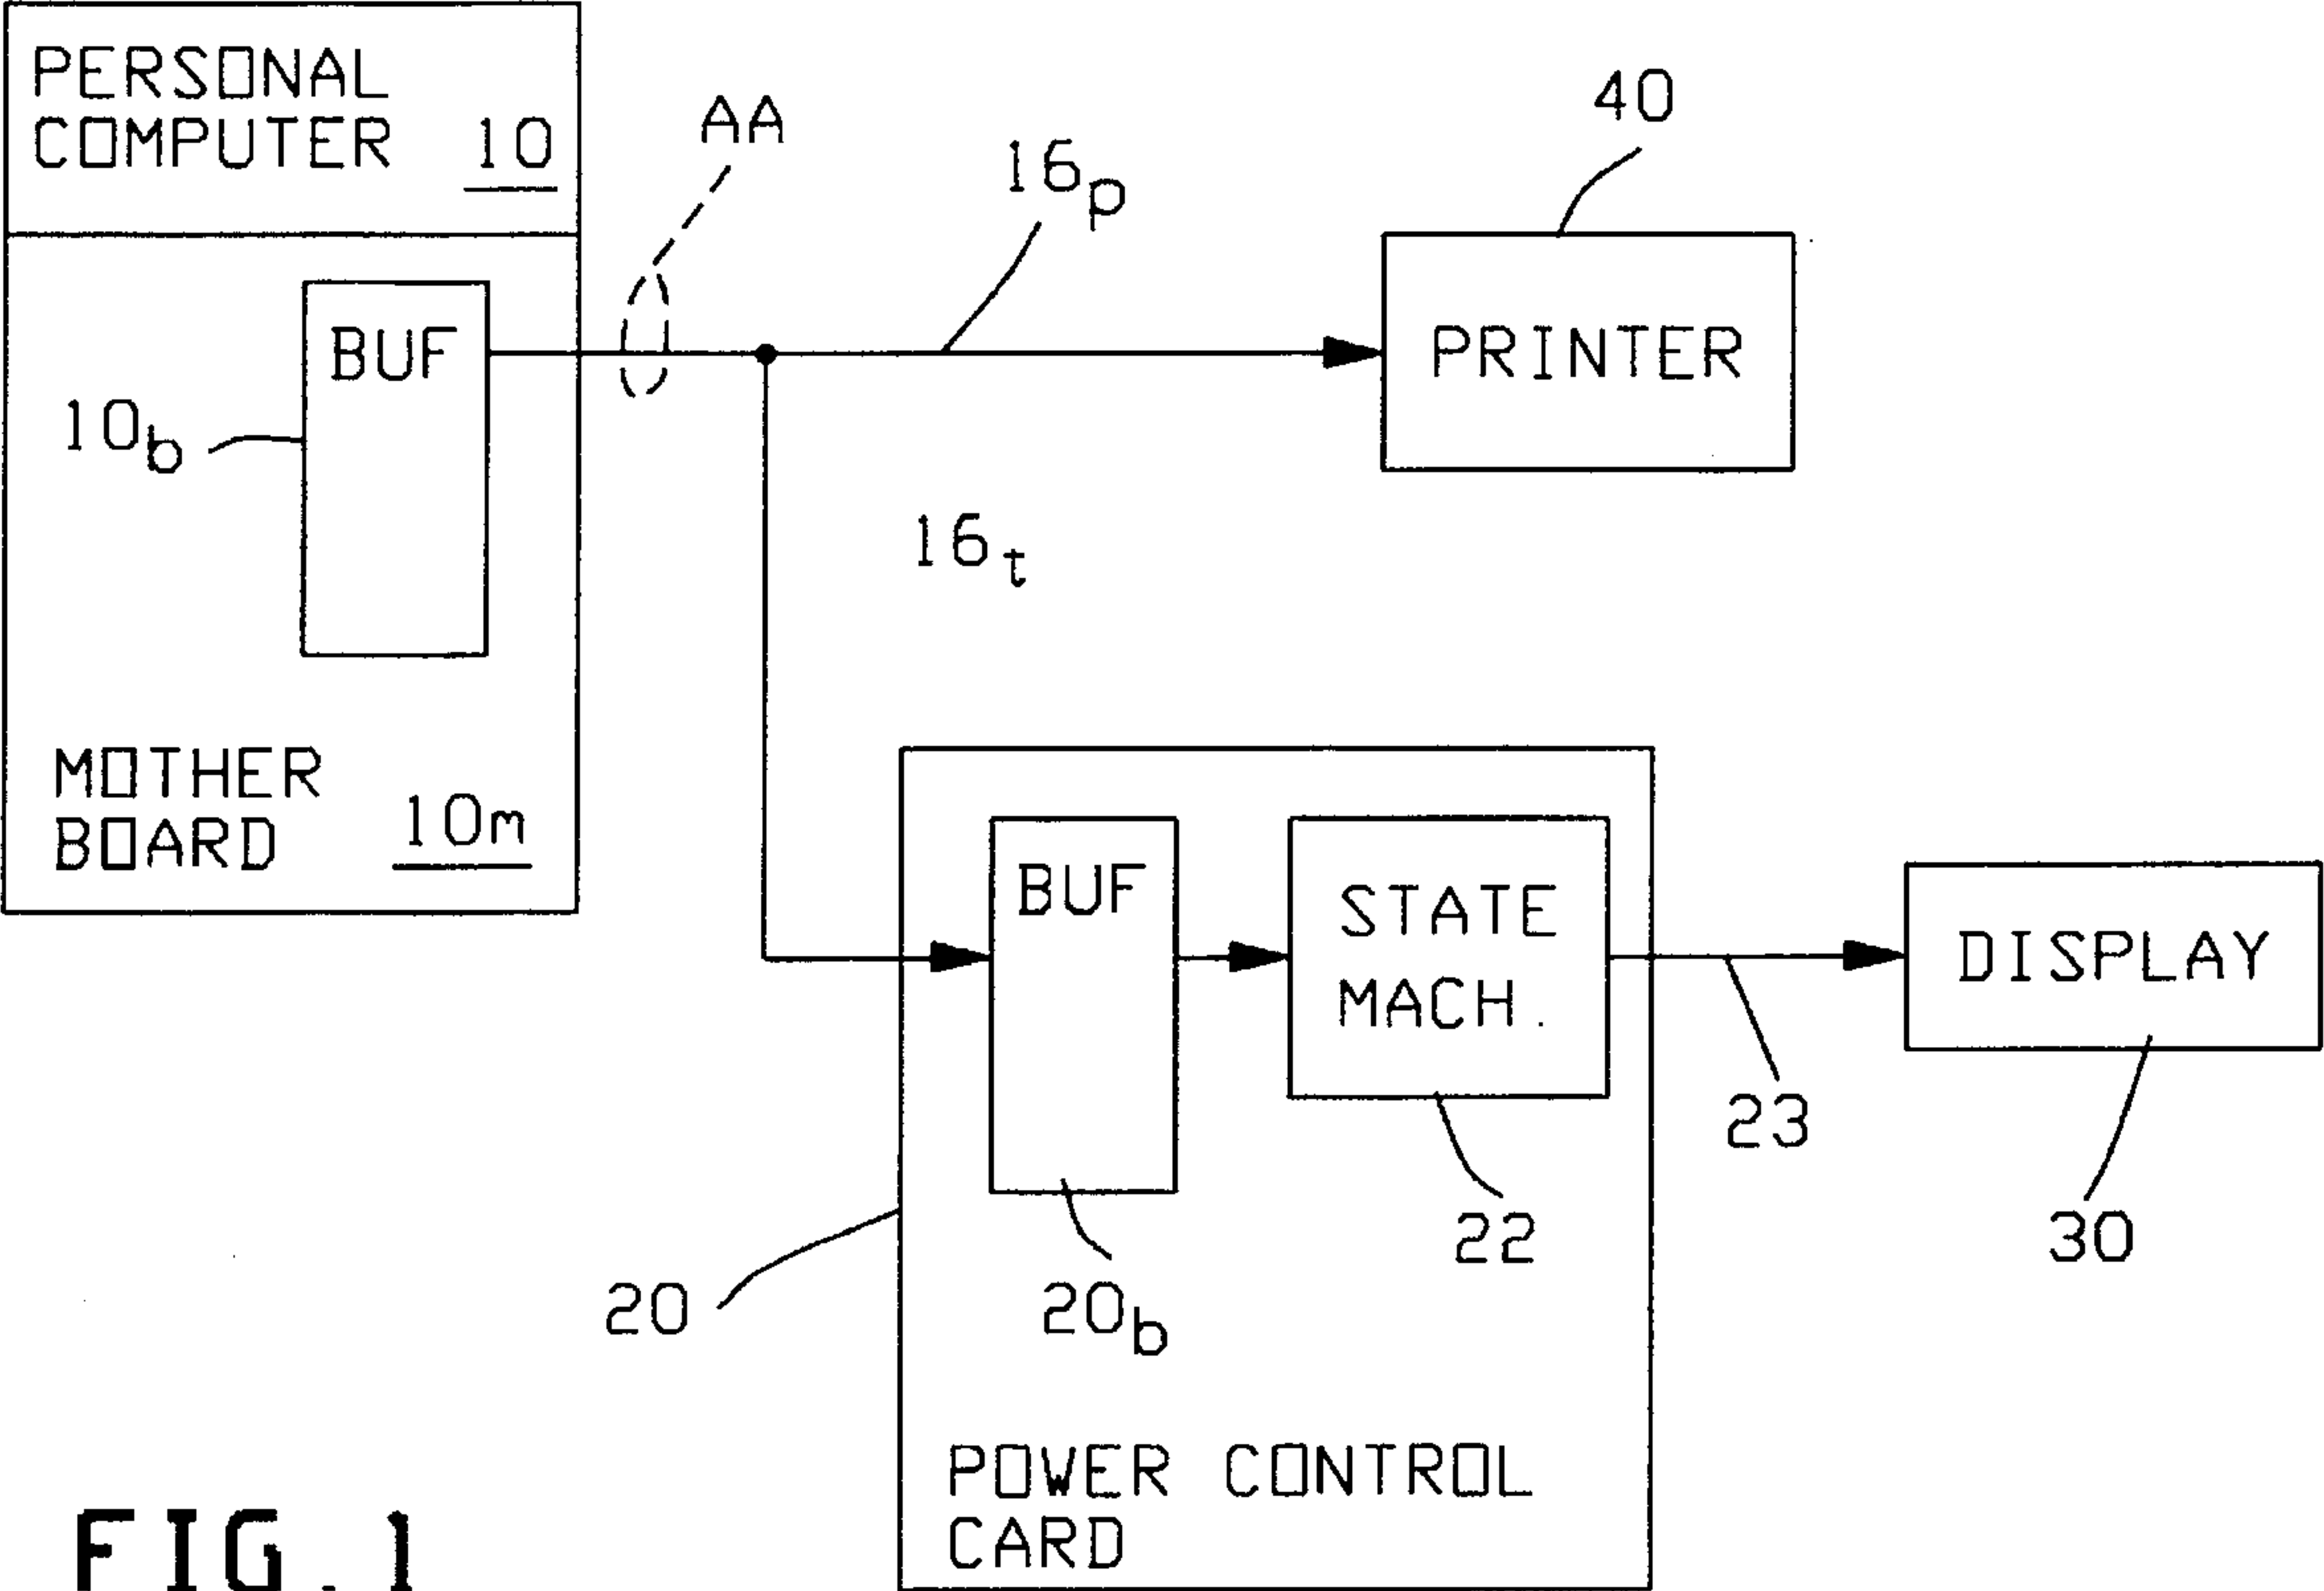 PERSONAL
COMPUTER 10
AA
16p
40
BUF
PRINTER
10b
16t
MOTHER
BOARD 10m
BUF
STATE
MACH.
DISPLAY
23
22
30
20
20b
POWER CONTROL
CARD
FIG. 1